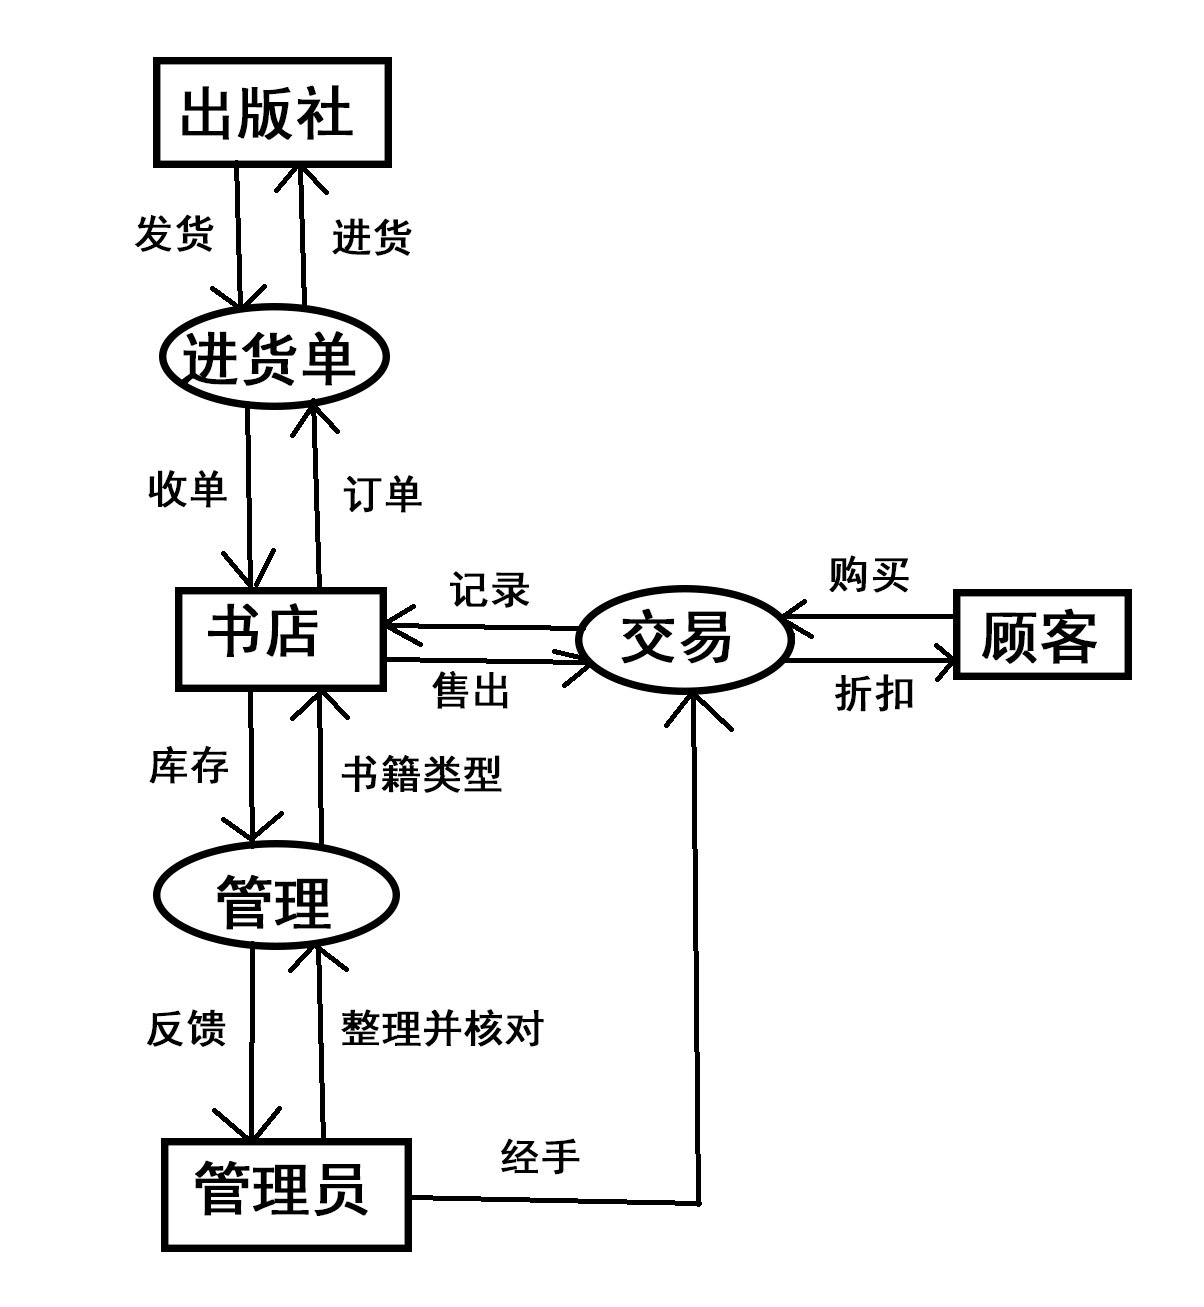 出版社
发货
进货
进货单
收单
订单
书店
记录
售出
交易
购买
折扣
顾客
库存
书籍类型
管理
反馈
整理并核对
管理员
经手